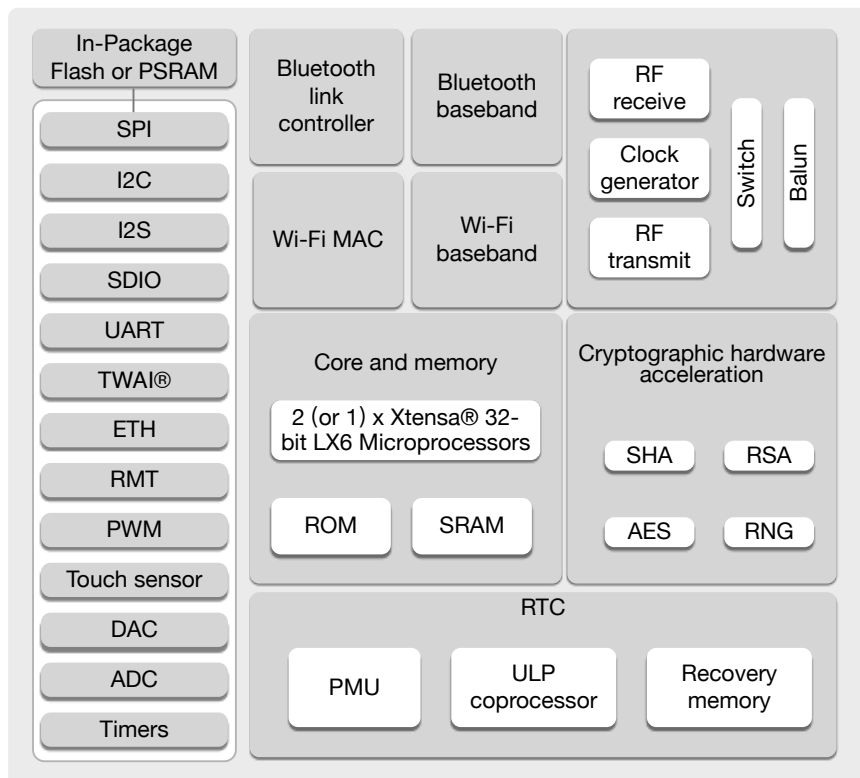 In-Package
Flash or PSRAM
SPI
I2C
I2S
SDIO
UART
TWAI®
ETH
RMT
PWM
Touch sensor
DAC
ADC
Timers
Bluetooth
link
controller
Bluetooth
baseband
Wi-Fi MAC
Wi-Fi
baseband
RF
receive
Clock
generator
RF
transmit
Switch
Balun
Core and memory
2 (or 1) x Xtensa® 32-
bit LX6 Microprocessors
ROM
SRAM
Cryptographic hardware
acceleration
SHA
RSA
AES
RNG
RTC
PMU
ULP
coprocessor
Recovery
memory